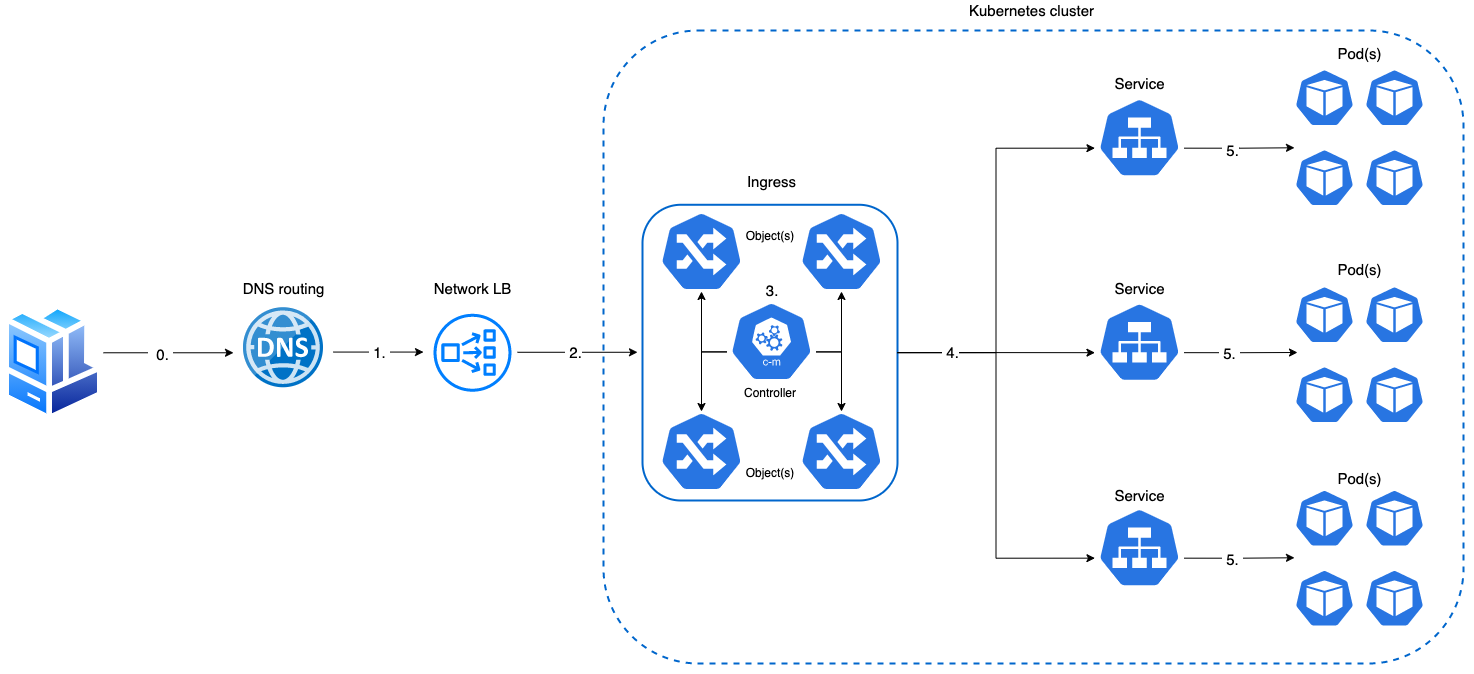 Kubernetes cluster
Pod(s)
Service
5.
Ingress
Object(s)
DNS routing
Network LB
Pod(s)
Service
3.
DNS
0.
1.
2.
c-m
4.
5.
Controller
Object(s)
Pod(s)
Service
5.